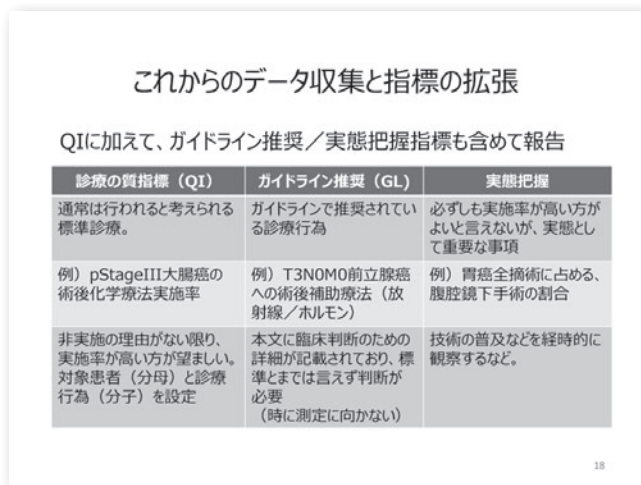 これからのデータ収集と指標の拡張
QIに加えて、ガイドライン推奨／実態把握指標も含めて報告
診療の質指標（QI）
ガイドライン推奨（GL）
実態把握
通常は行われると考えられる
標準診療。
ガイドラインで推奨されてい
る診療行為
必ずしも実施率が高い方が
よいと言えないが、実態とし
て重要な事項
例）pStageIII大腸癌の
術後化学療法実施率
例）T3N0M0前立腺癌
への術後補助療法（放
射線／ホルモン）
例）胃癌全摘術に占める、
腹腔鏡下手術の割合
非実施の理由がない限り、
実施率が高い方が望ましい。
対象患者（分母）と診療
行為（分子）を設定
本文に臨床判断のための
詳細が記載されており、標
準とまでは言えず判断が
必要
（時に測定に向かない）
技術の普及などを経時的に
観察するなど。
18